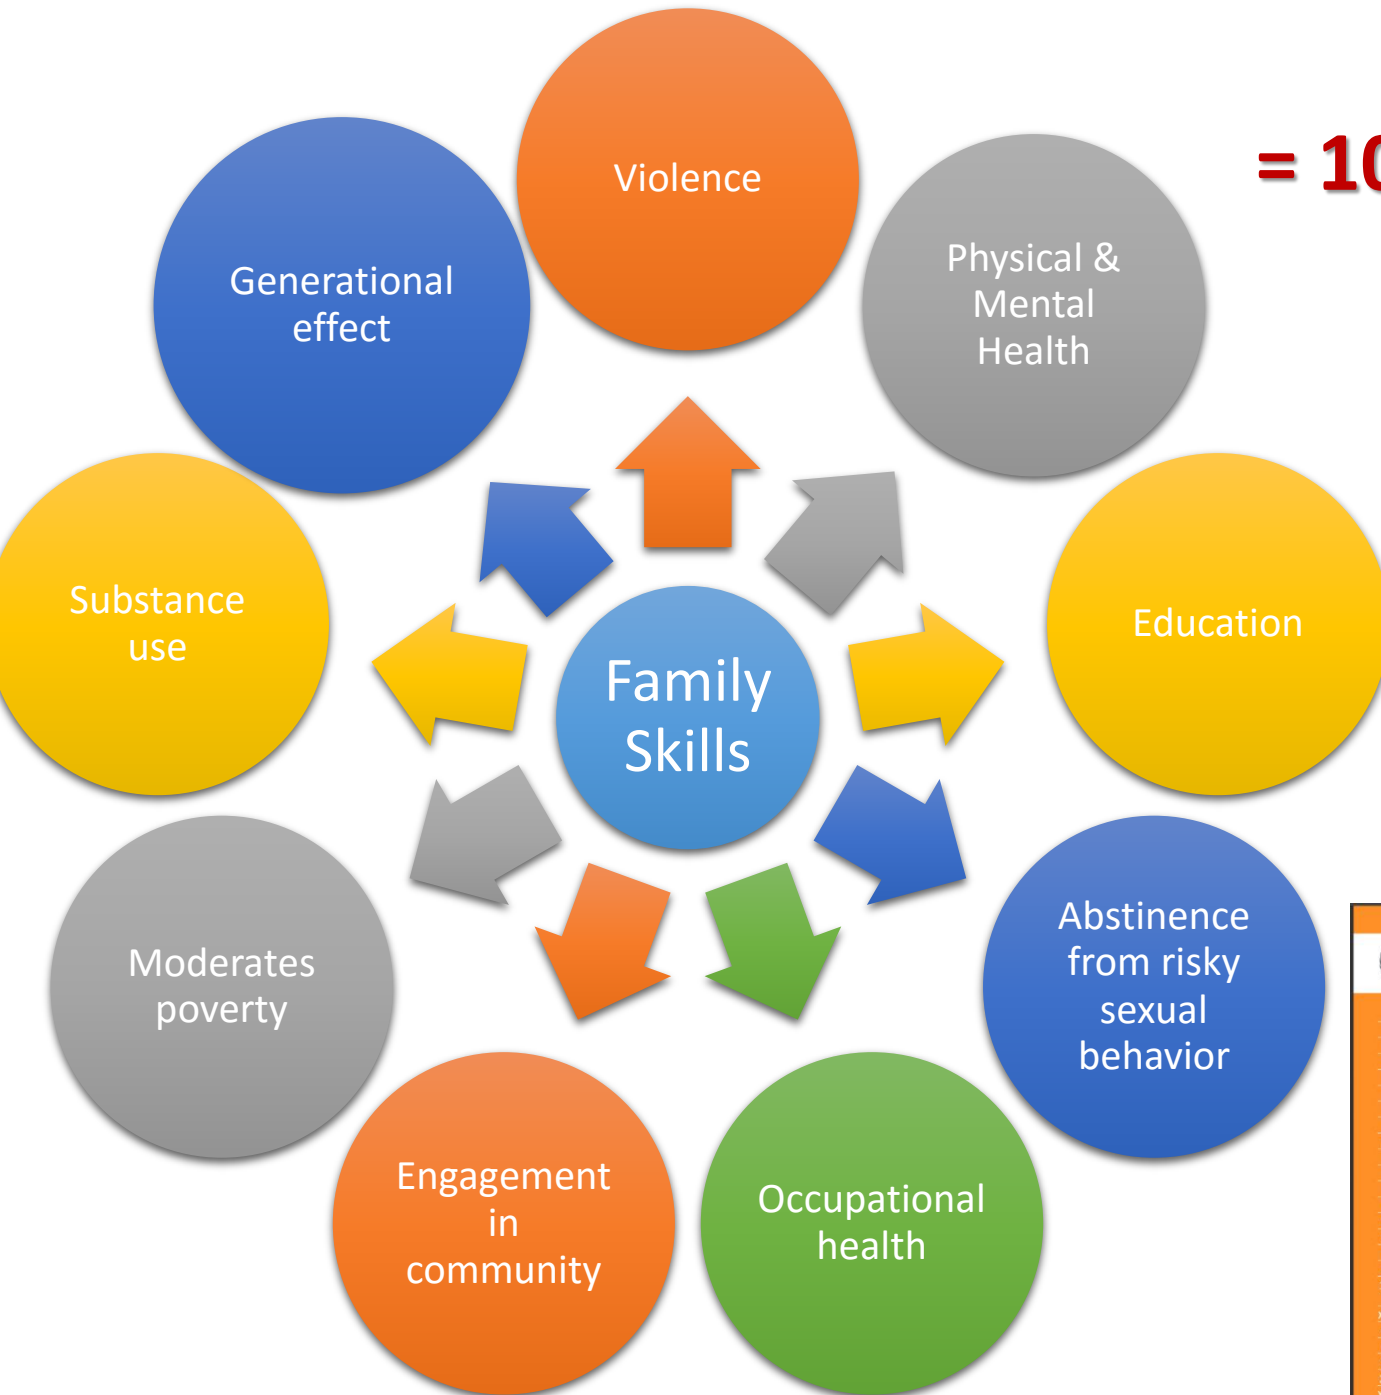 Violence
= 10
Physical &
Mental
Health
Generational
effect
Education
Substance
use
Family
Skills
Abstinence
from risky
sexual
behavior
Moderates
poverty
Engagement
in
community
Occupational
health